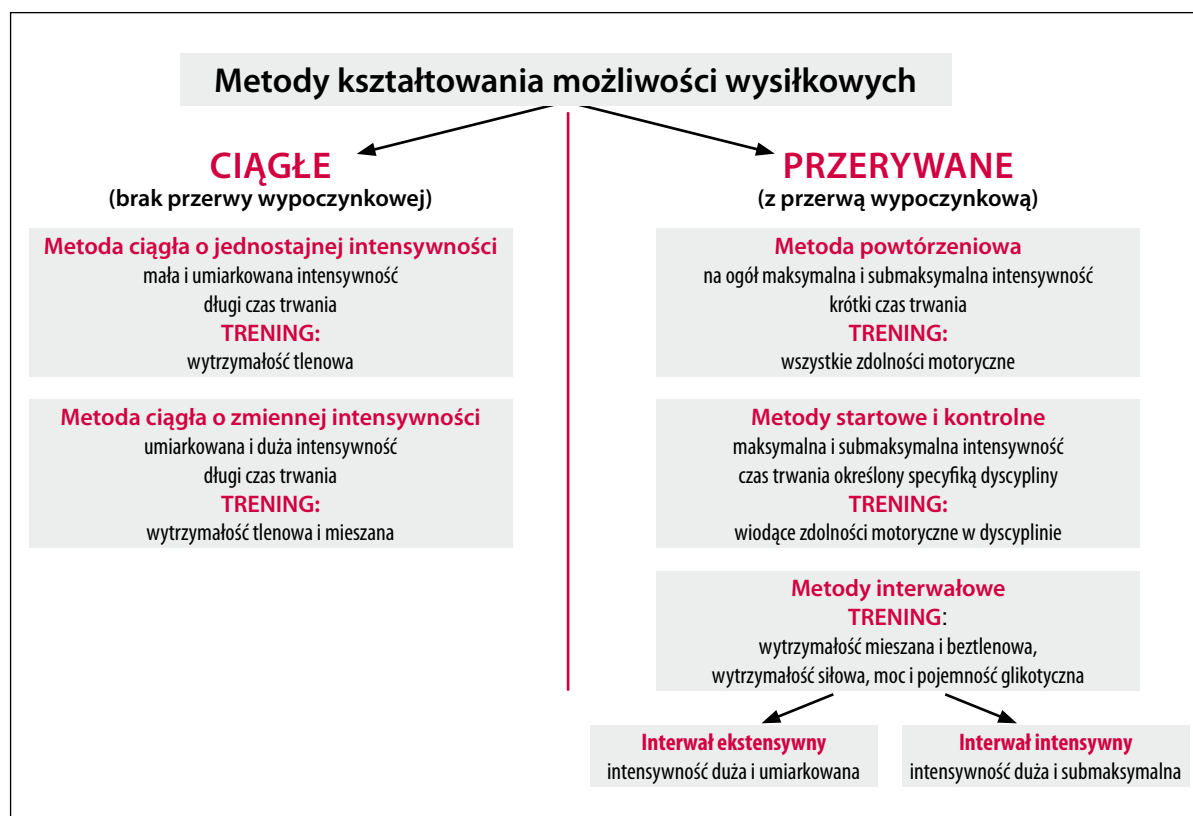 Metody kształtowania możliwości wysiłkowych
CIĄGŁE
(brak przerwy wypoczynkowej)
Metoda ciągła o jednostajnej intensywności
mała i umiarkowana intensywność
długi czas trwania
TRENING:
wytrzymałość tlenowa
Metoda ciągła o zmiennej intensywności
umiarkowana i duża intensywność
długi czas trwania
TRENING:
wytrzymałość tlenowa i mieszana
PRZERYWANE
(z przerwą wypoczynkową)
Metoda powtórzeniowa
na ogół maksymalna i submaksymalna intensywność
krótki czas trwania
TRENING:
wszystkie zdolności motoryczne
Metody startowe i kontrolne
maksymalna i submaksymalna intensywność
czas trwania określony specyfiką dyscypliny
TRENING:
wiodące zdolności motoryczne w dyscyplinie
Metody interwałowe
TRENING:
wytrzymałość mieszana i beztlenowa,
wytrzymałość siłowa, moc i pojemność glikotyczna
Interwał ekstensywny
intensywność duża i umiarkowana
Interwał intensywny
intensywność duża i submaksymalna